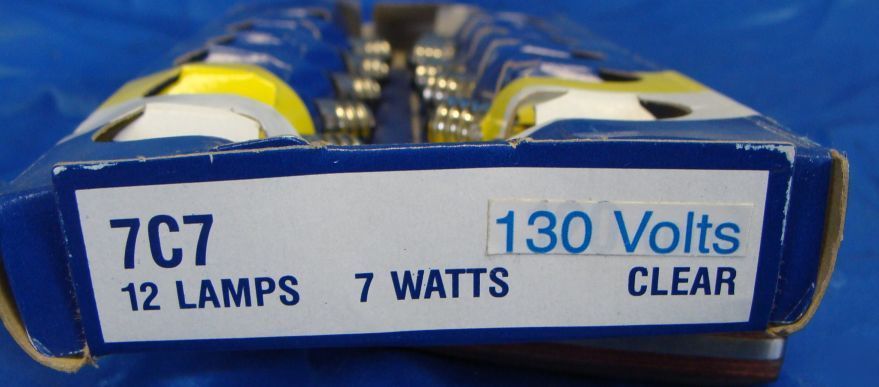 7C7 130 Volts
12 LAMPS 7 WATTS CLEAR